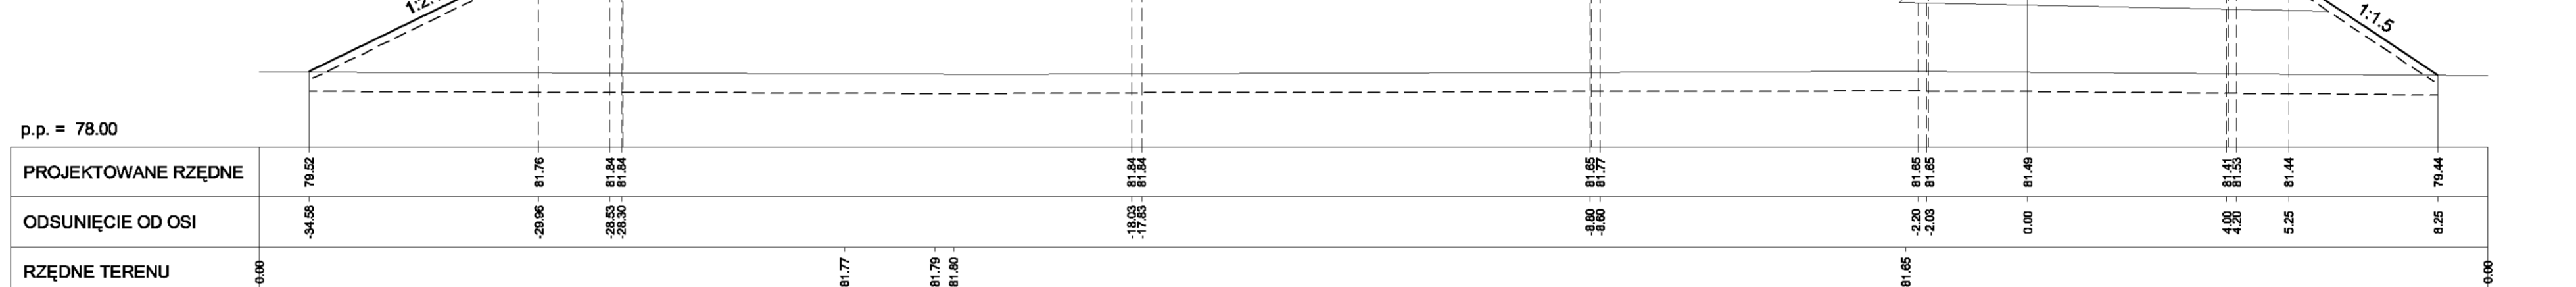 1:2.
1:1.5
p.p. = 78.00
PROJEKTOWANE RZĘDNE 79.52 81.76 81.84 81.84 81.84 81.84 81.65 81.77 81.65 81.65 81.49 81.41 81.53 81.44 79.44
ODSUNIĘCIE OD OSI -34.58 -29.96 -28.53 -28.30 -18.03 -17.83 -8.80 -8.60 -2.20 -2.03 0.00 4.00 4.20 5.25 8.25
RZĘDNE TERENU 0.00 81.77 81.79 81.80 81.65 0.00